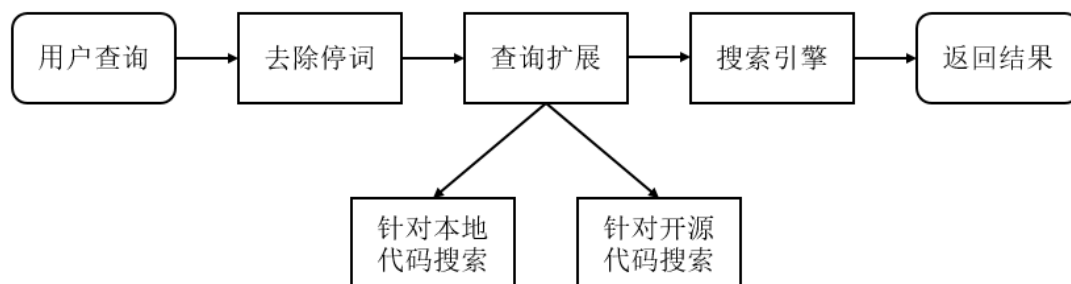 用户查询
去除停词
查询扩展
搜索引擎
返回结果
针对本地
代码搜索
针对开源
代码搜索